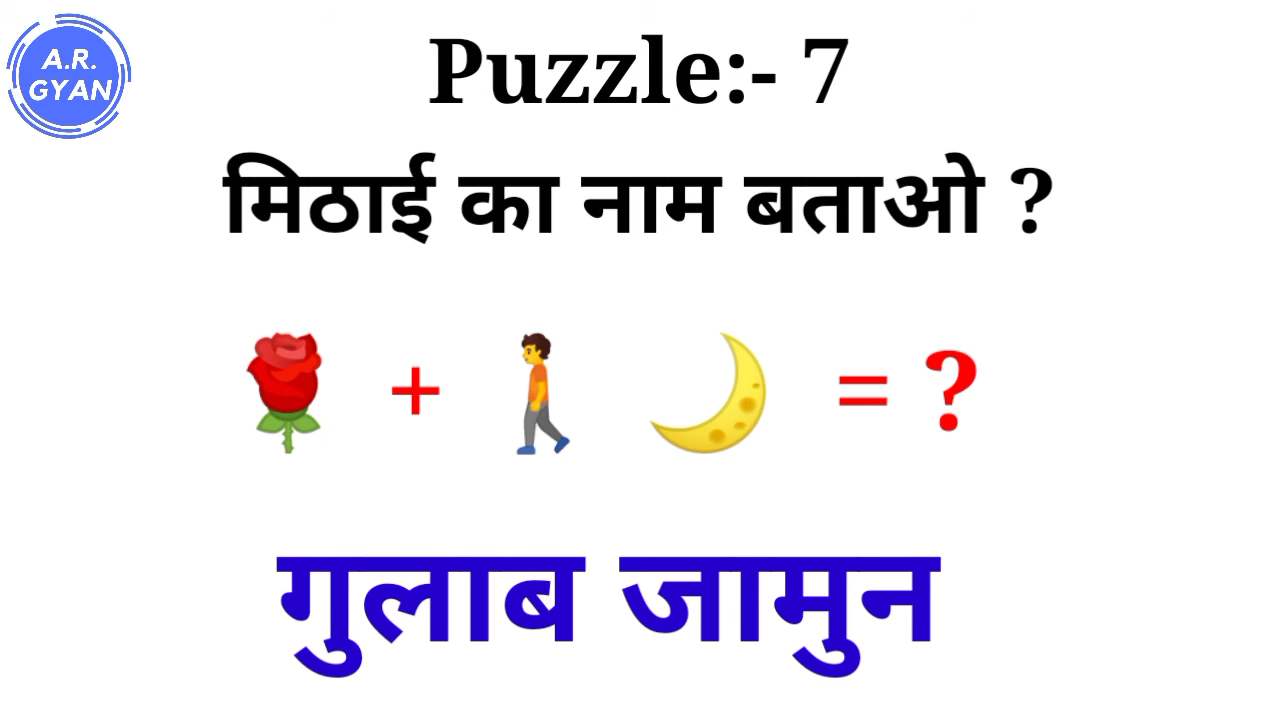 A.R.
GYAN
Puzzle:- 7
मिठाई का नाम बताओ ?
+ = ?
गुलाब जामुन